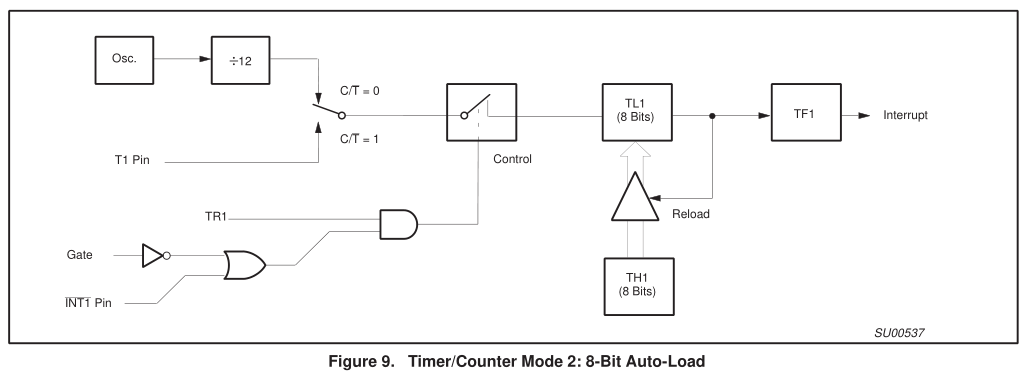 Osc.
÷12
C/T̅ = 0
C/T̅ = 1
T1 Pin
Control
TL1
(8 Bits)
TF1
Interrupt
TR1
Reload
Gate
I̅N̅T̅1̅ Pin
TH1
(8 Bits)
SU00537
Figure 9. Timer/Counter Mode 2: 8-Bit Auto-Load